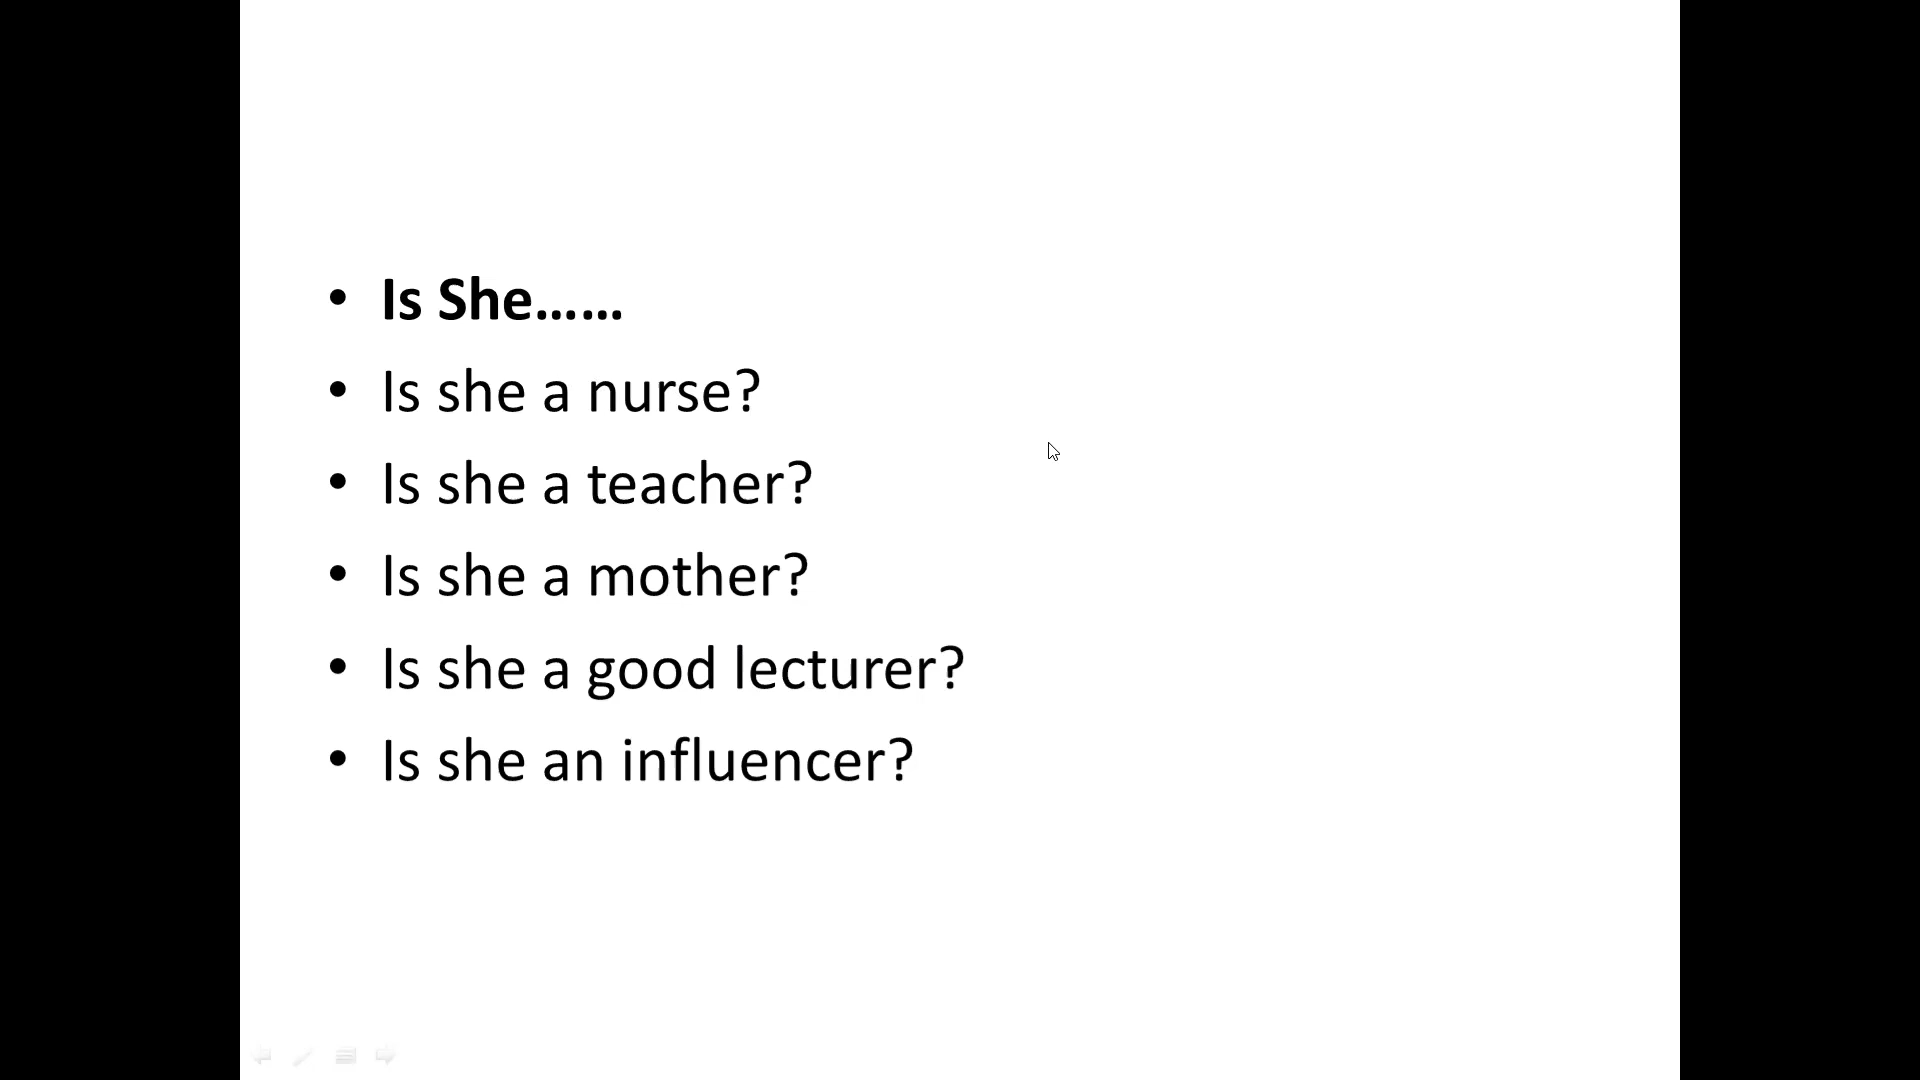 • Is She……
• Is she a nurse?
• Is she a teacher?
• Is she a mother?
• Is she a good lecturer?
• Is she an influencer?